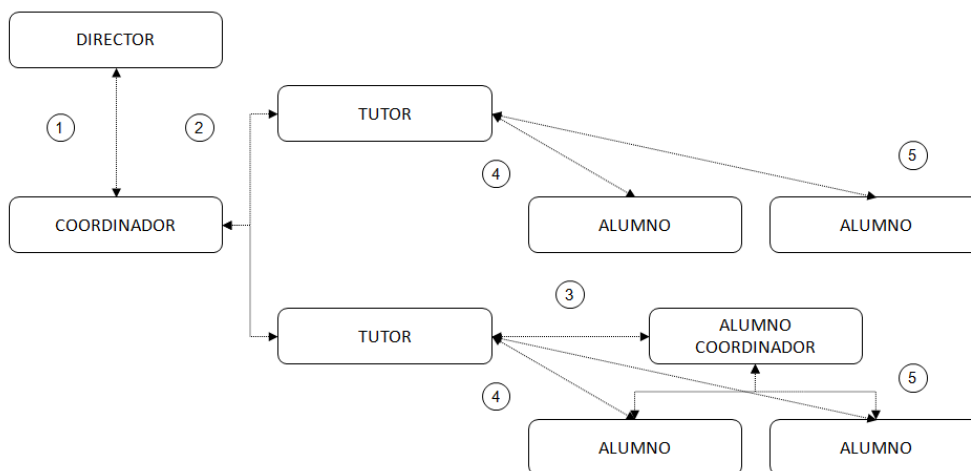 DIRECTOR
TUTOR
1
2
5
4
COORDINADOR
ALUMNO
ALUMNO
3
TUTOR
ALUMNO
COORDINADOR
5
4
ALUMNO
ALUMNO